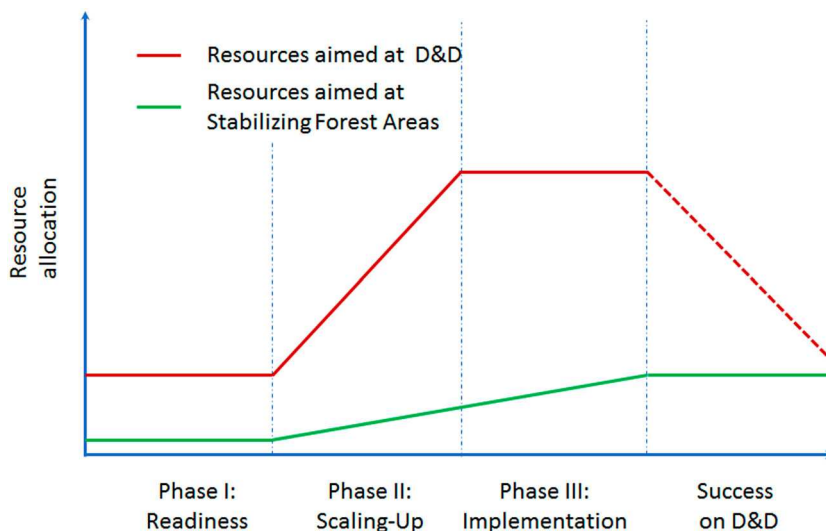 Resources aimed at D&D
Resources aimed at
Stabilizing Forest Areas
Resource
allocation
Phase I:
Readiness
Phase II:
Scaling-Up
Phase III:
Implementation
Success
on D&D